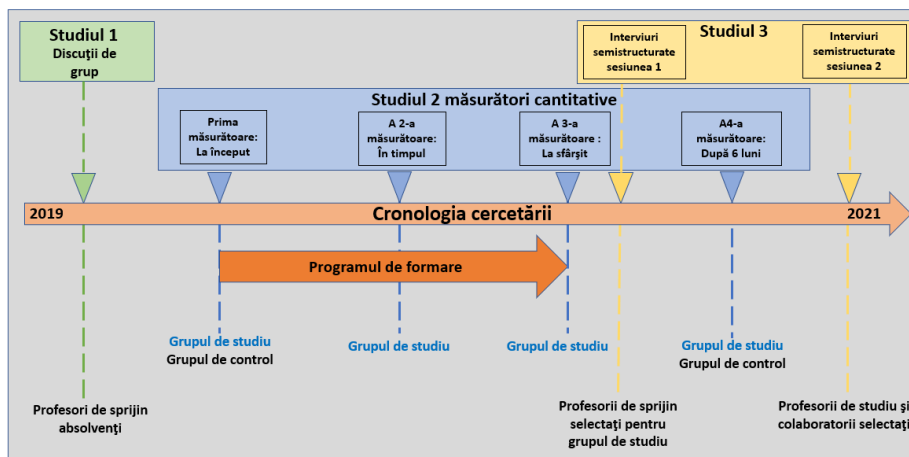 Studiul 1
Discuții de
grup
Studiul 3
Interviuri
semistructurate
sesiunea 1
Interviuri
semistructurate
sesiunea 2
Studiul 2 măsurători cantitative
Prima
măsurătoare:
La început
A 2-a
măsurătoare:
În timpul
A 3-a
măsurătoare :
La sfârșit
A4-a
măsurătoare:
După 6 luni
2019
Cronologia cercetării
2021
Programul de formare
Grupul de studiu
Grupul de control
Grupul de studiu
Grupul de studiu
Grupul de studiu
Grupul de control
Profesori de sprijin
absolvenți
Profesorii de sprijin
selectați pentru
grupul de studiu
Profesorii de studiu și
colaboratorii selectați